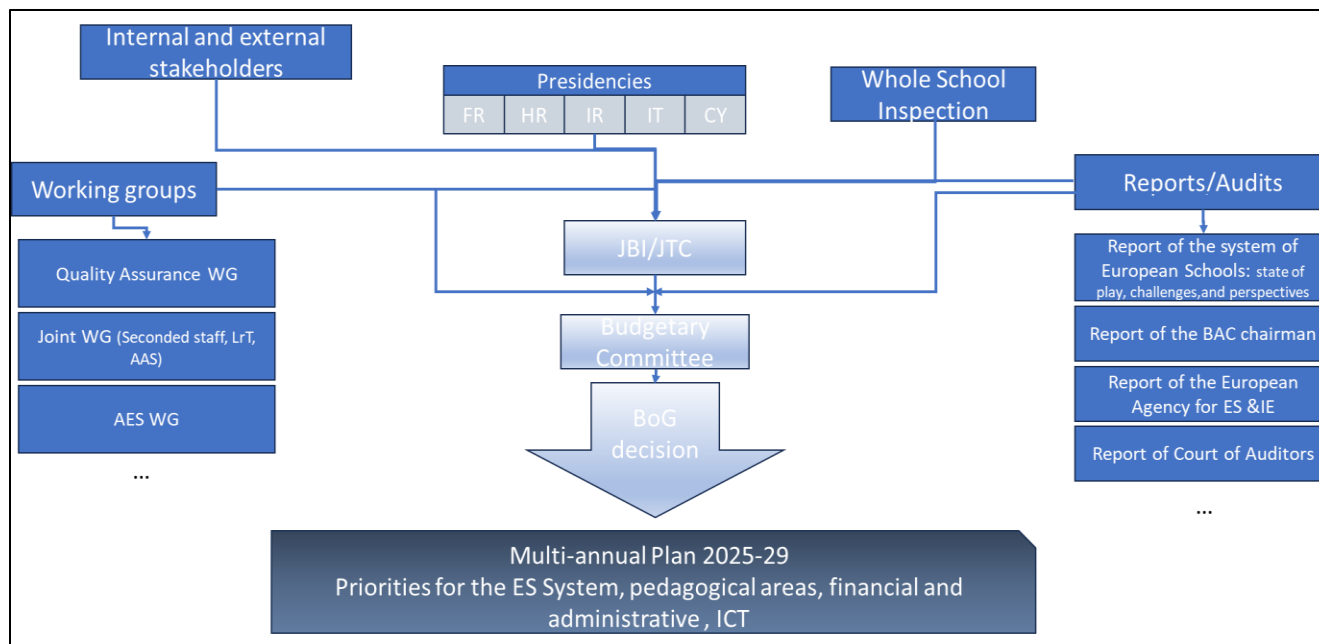 Internal and external
stakeholders
Presidencies
FR HR IR IT CY
Whole School
Inspection
Working groups
Quality Assurance WG
Joint WG (Seconded staff, LrT,
AAS)
AES WG
...
JBI/JTC
Budgetary
Committee
BoG
decision
Reports/Audits
Report of the system of
European Schools: state of
play, challenges,and perspectives
Report of the BAC chairman
Report of the European
Agency for ES &IE
Report of Court of Auditors
...
Multi-annual Plan 2025-29
Priorities for the ES System, pedagogical areas, financial and
administrative , ICT